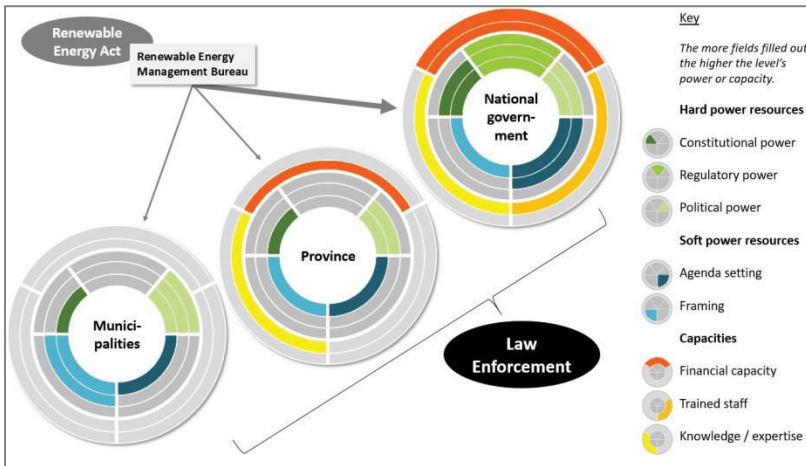 Renewable
Energy Act
Renewable Energy
Management Bureau
National
govern-
ment
Province
Munici-
palities
Law
Enforcement
Key
The more fields filled out
the higher the level's
power or capacity.
Hard power resources
Constitutional power
Regulatory power
Political power
Soft power resources
Agenda setting
Framing
Capacities
Financial capacity
Trained staff
Knowledge / expertise